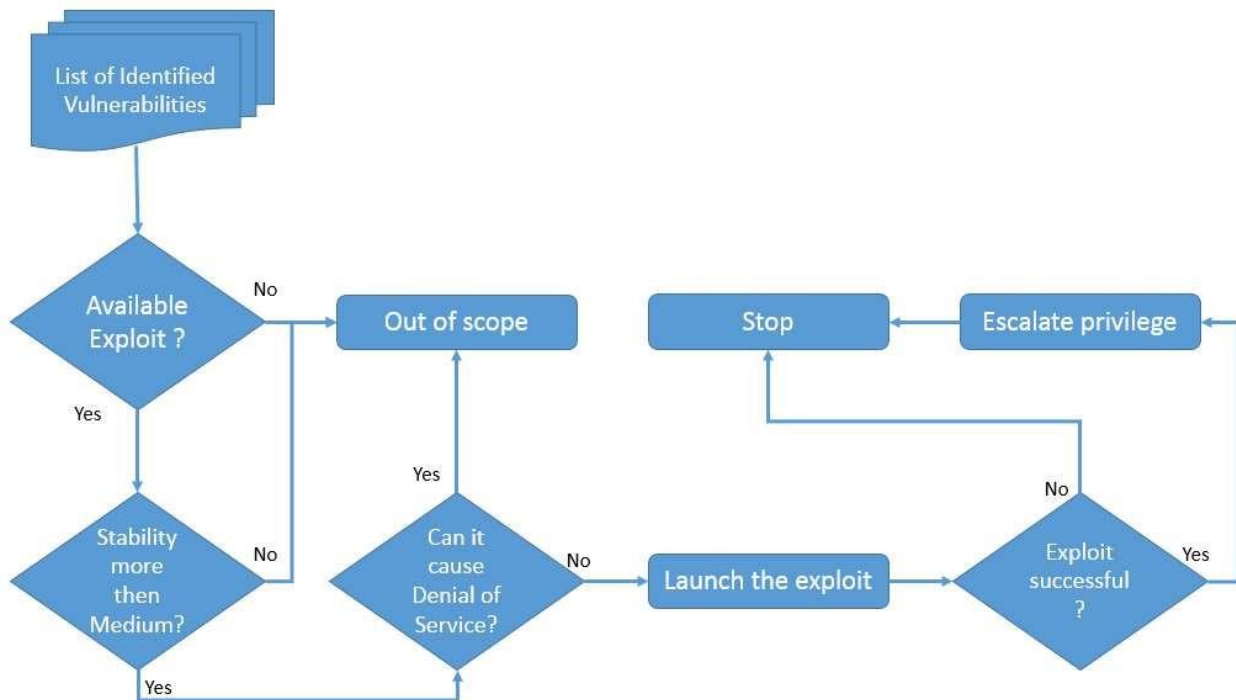 List of Identified
Vulnerabilities
Available
Exploit ?
No
Out of scope
Stop
Escalate privilege
Yes
Stability
more
then
Medium?
No
Yes
Yes
Can it
cause
Denial of
Service?
No
Launch the exploit
No
Exploit
successful
?
Yes